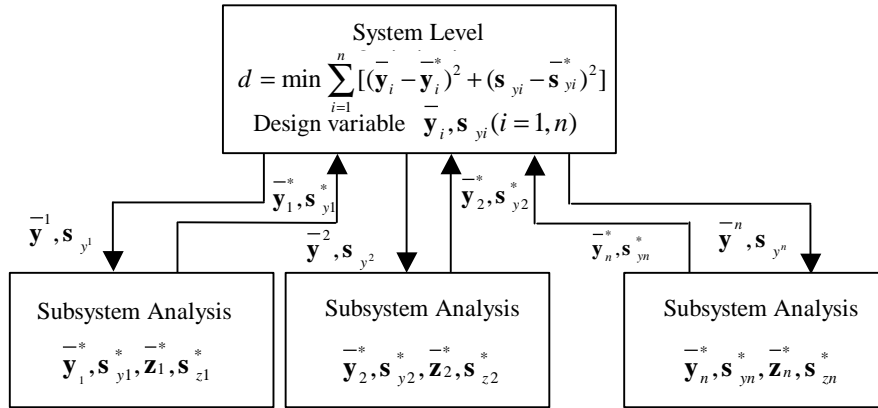 System Level
d = min ∑_{i=1}^{n} [(ȳ_i − ȳ_i^*)² + (s_{yi} − s̄_{yi}^*)²]
Design variable ȳ_i, s_{yi} (i = 1, n)
ȳ_1^*, s_{y1}^*
ȳ_2^*, s_{y2}^*
ȳ^1, s_{y^1}
ȳ^2, s_{y^2}
ȳ_n^*, s_{yn}^*
ȳ^n, s_{y^n}
Subsystem Analysis
ȳ_1^*, s_{y1}^*, z̄_1^*, s_{z1}^*
Subsystem Analysis
ȳ_2^*, s_{y2}^*, z̄_2^*, s_{z2}^*
Subsystem Analysis
ȳ_n^*, s_{yn}^*, z̄_n^*, s_{zn}^*